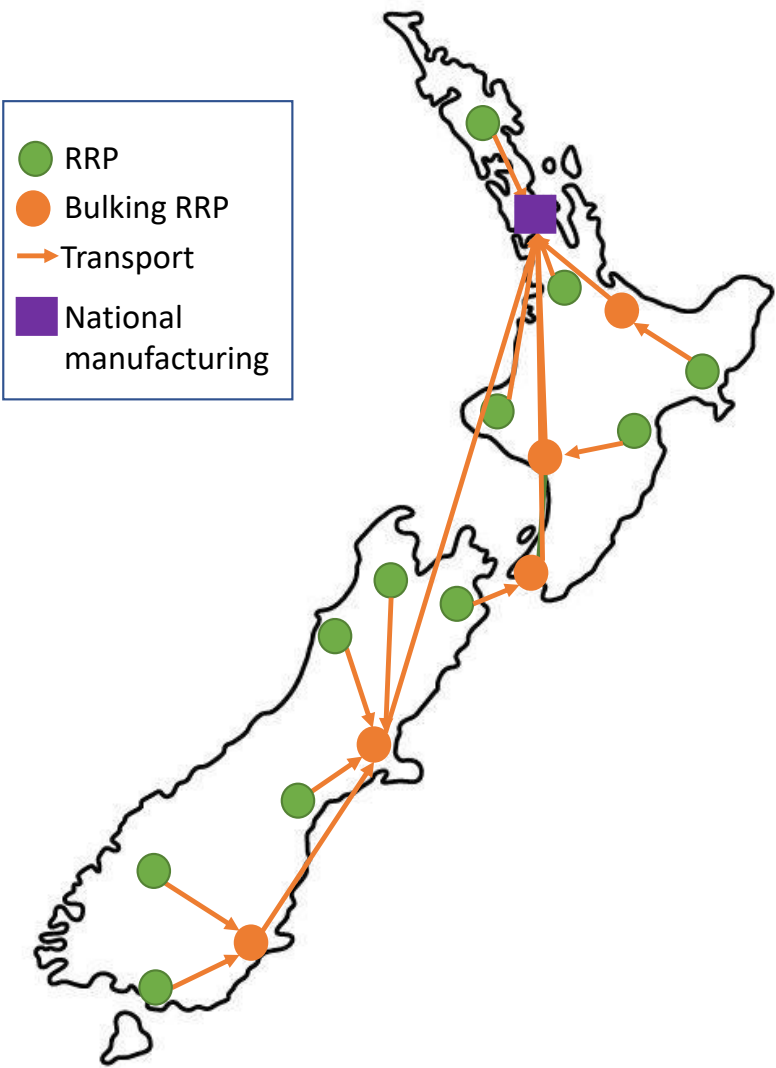 RRP
Bulking RRP
Transport
National
manufacturing